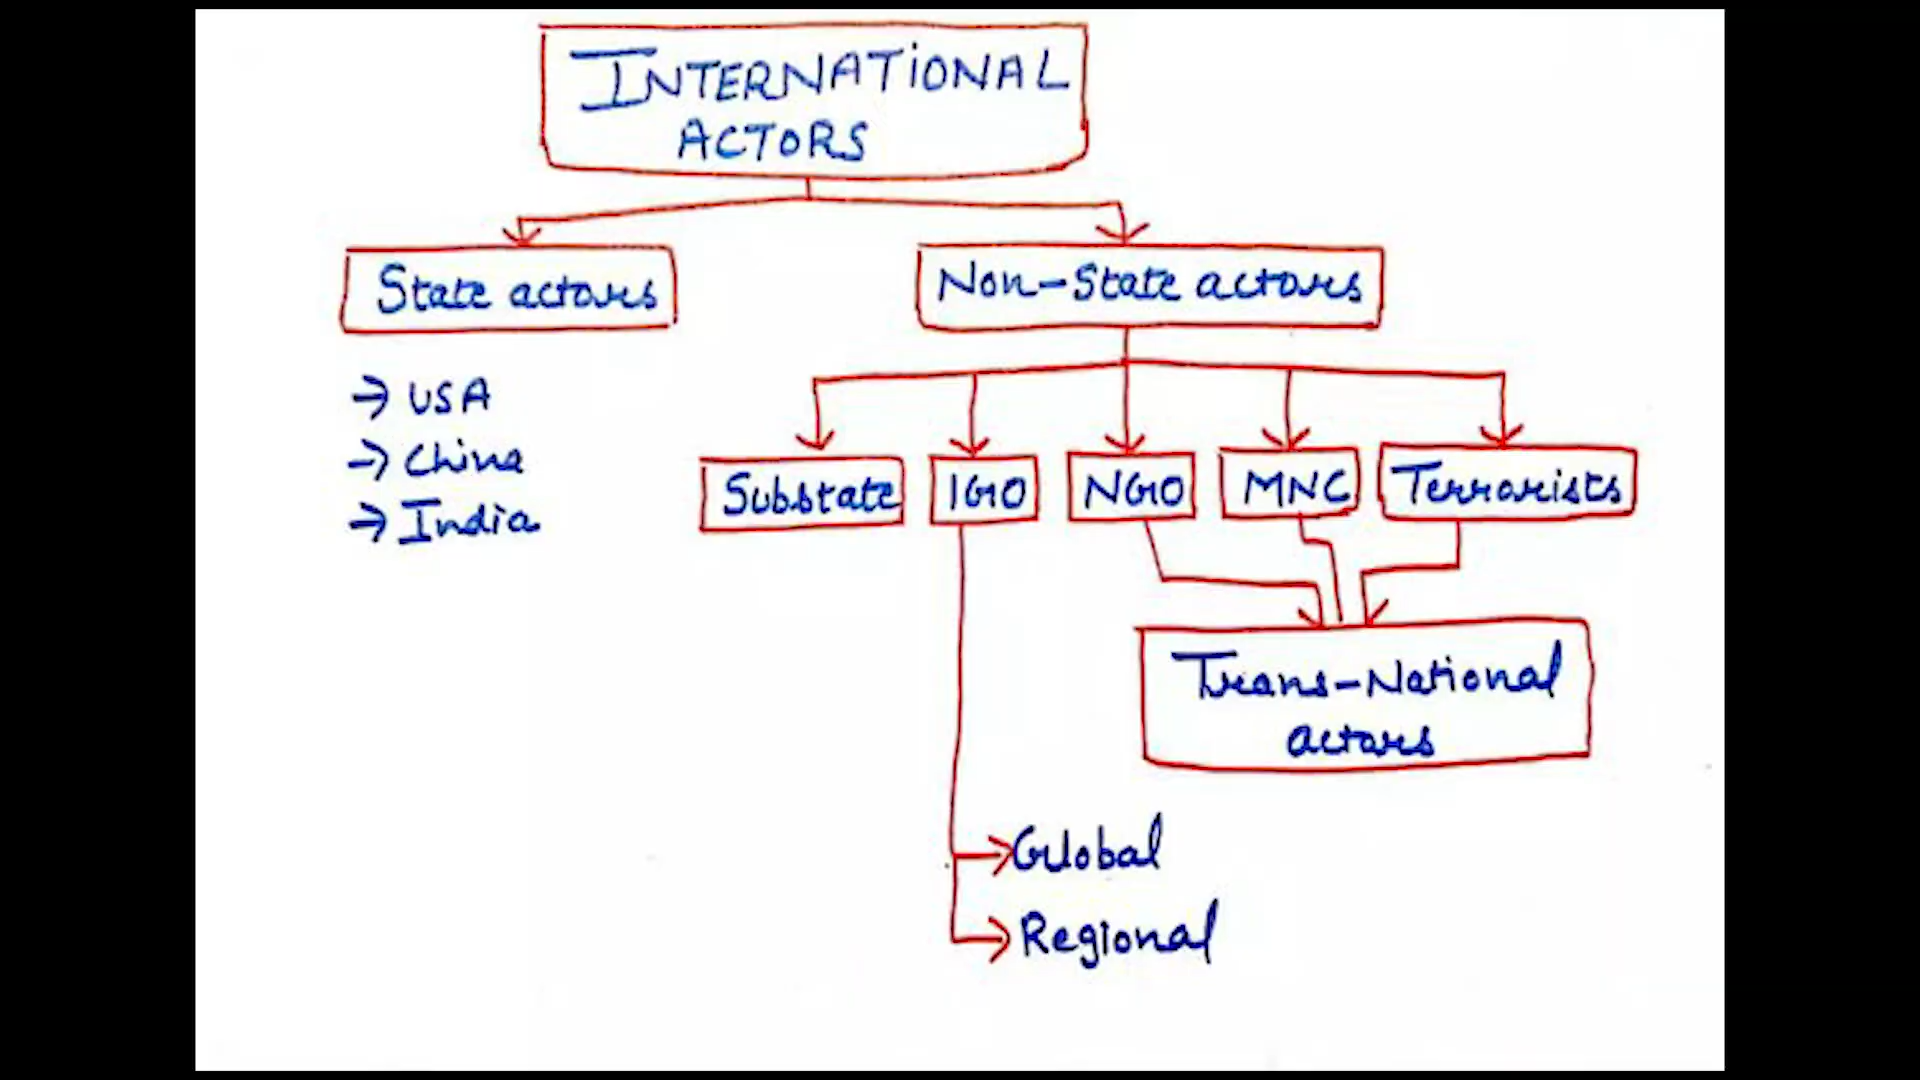 INTERNATIONAL
ACTORS
State actors
Non-State actors
→ USA
→ China
→ India
Substate
IGO
NGO
MNC
Terrorists
Trans-National
actors
Global
Regional